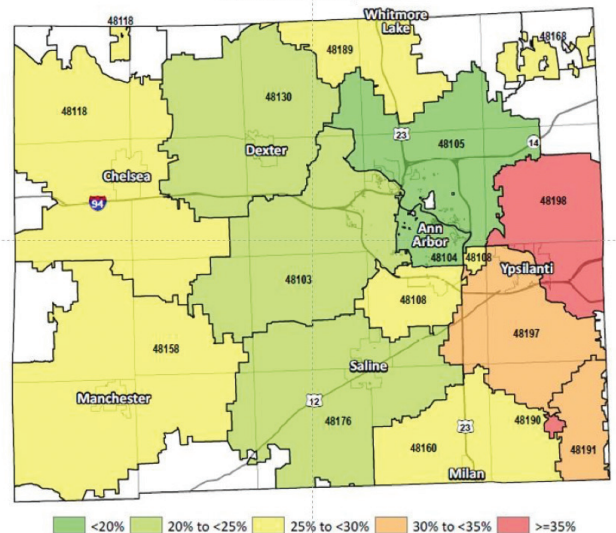 48118
Whitmore
Lake
48189
48168
48118
48130
23
48105
14
Dexter
Chelsea
94
48198
Ann
Arbor
48104
48108
Ypsilanti
48103
48108
48197
48158
Saline
Manchester
12
48176
23
48190
48160
48191
Milan
<20%
20% to <25%
25% to <30%
30% to <35%
>=35%